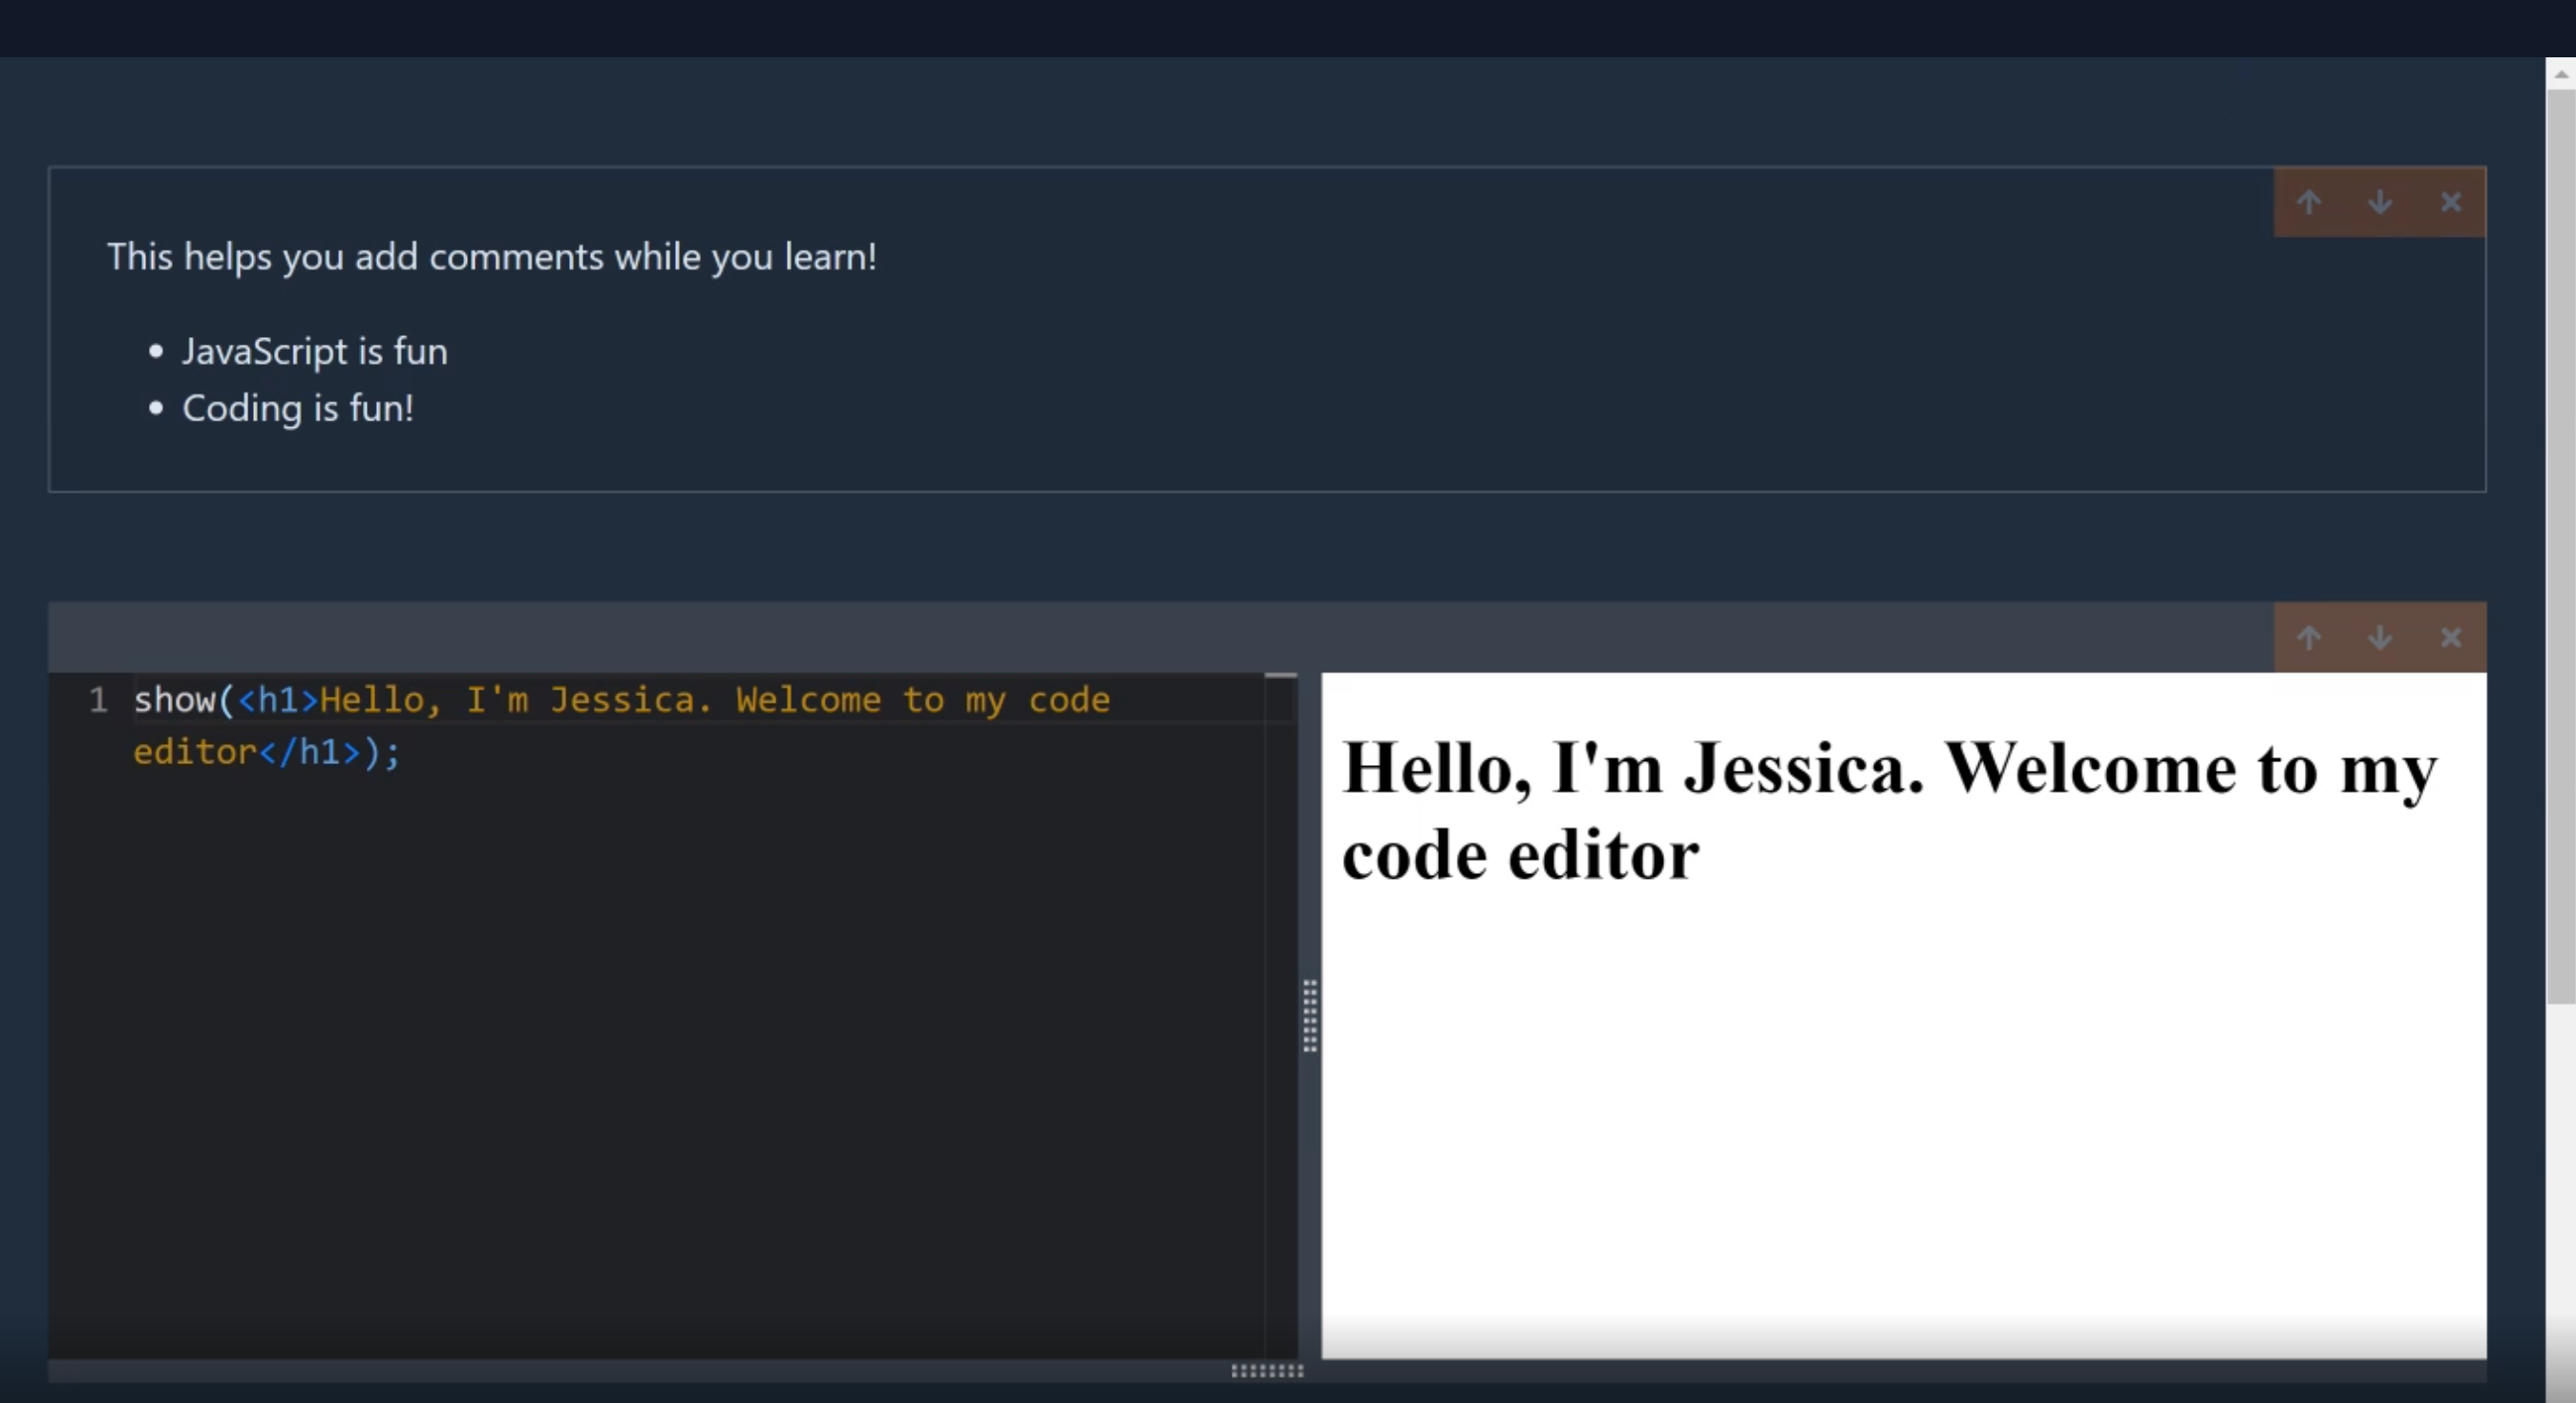 This helps you add comments while you learn!
• JavaScript is fun
• Coding is fun!
1 show(<h1>Hello, I'm Jessica. Welcome to my code
editor</h1>);
Hello, I'm Jessica. Welcome to my
code editor